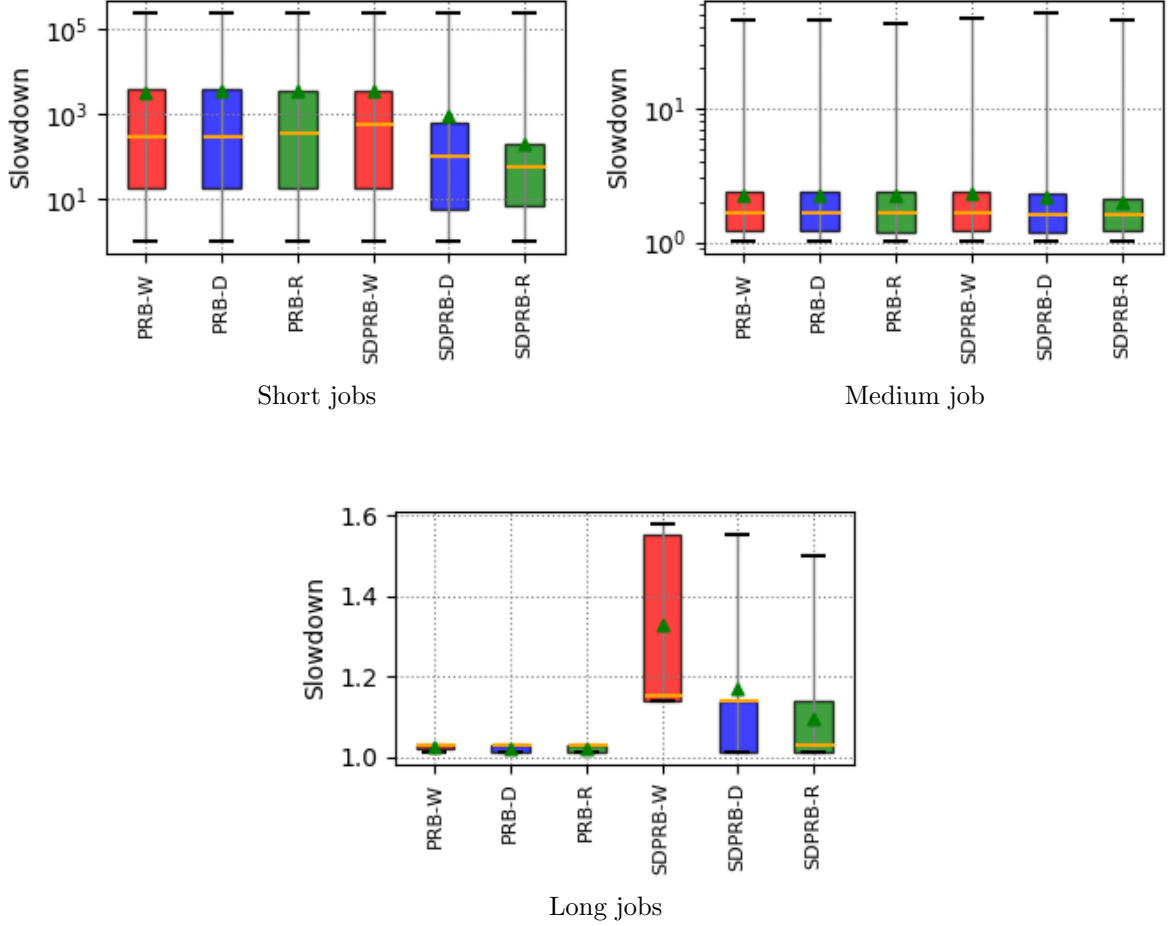 Slowdown
10^5
10^3
10^1
PRB-W
PRB-D
PRB-R
SDPRB-W
SDPRB-D
SDPRB-R
Short jobs
Slowdown
10^1
10^0
PRB-W
PRB-D
PRB-R
SDPRB-W
SDPRB-D
SDPRB-R
Medium job
Slowdown
1.6
1.4
1.2
1.0
PRB-W
PRB-D
PRB-R
SDPRB-W
SDPRB-D
SDPRB-R
Long jobs